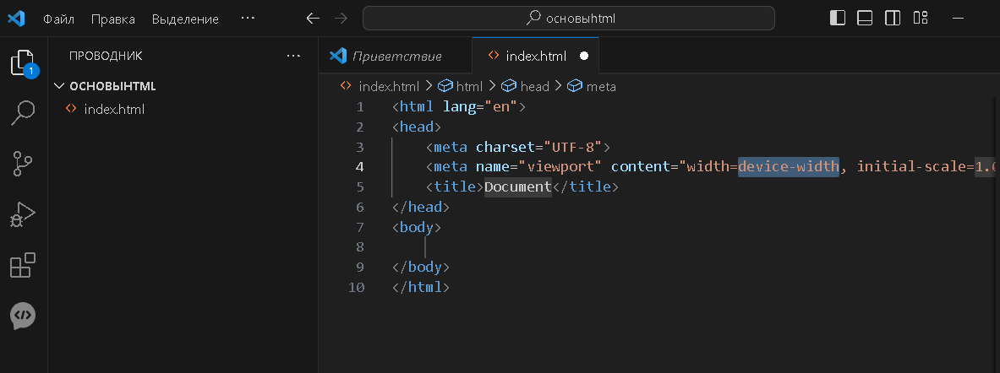 Файл Правка Выделение ··· основыhtml
ПРОВОДНИК ···
Приветствие index.html
1
ОСНОВЫHTML
index.html
index.html > html > head > meta
1 <html lang="en">
2 <head>
3 <meta charset="UTF-8">
4 <meta name="viewport" content="width=device-width, initial-scale=1.0
5 <title>Document</title>
6 </head>
7 <body>
8
9 </body>
10 </html>